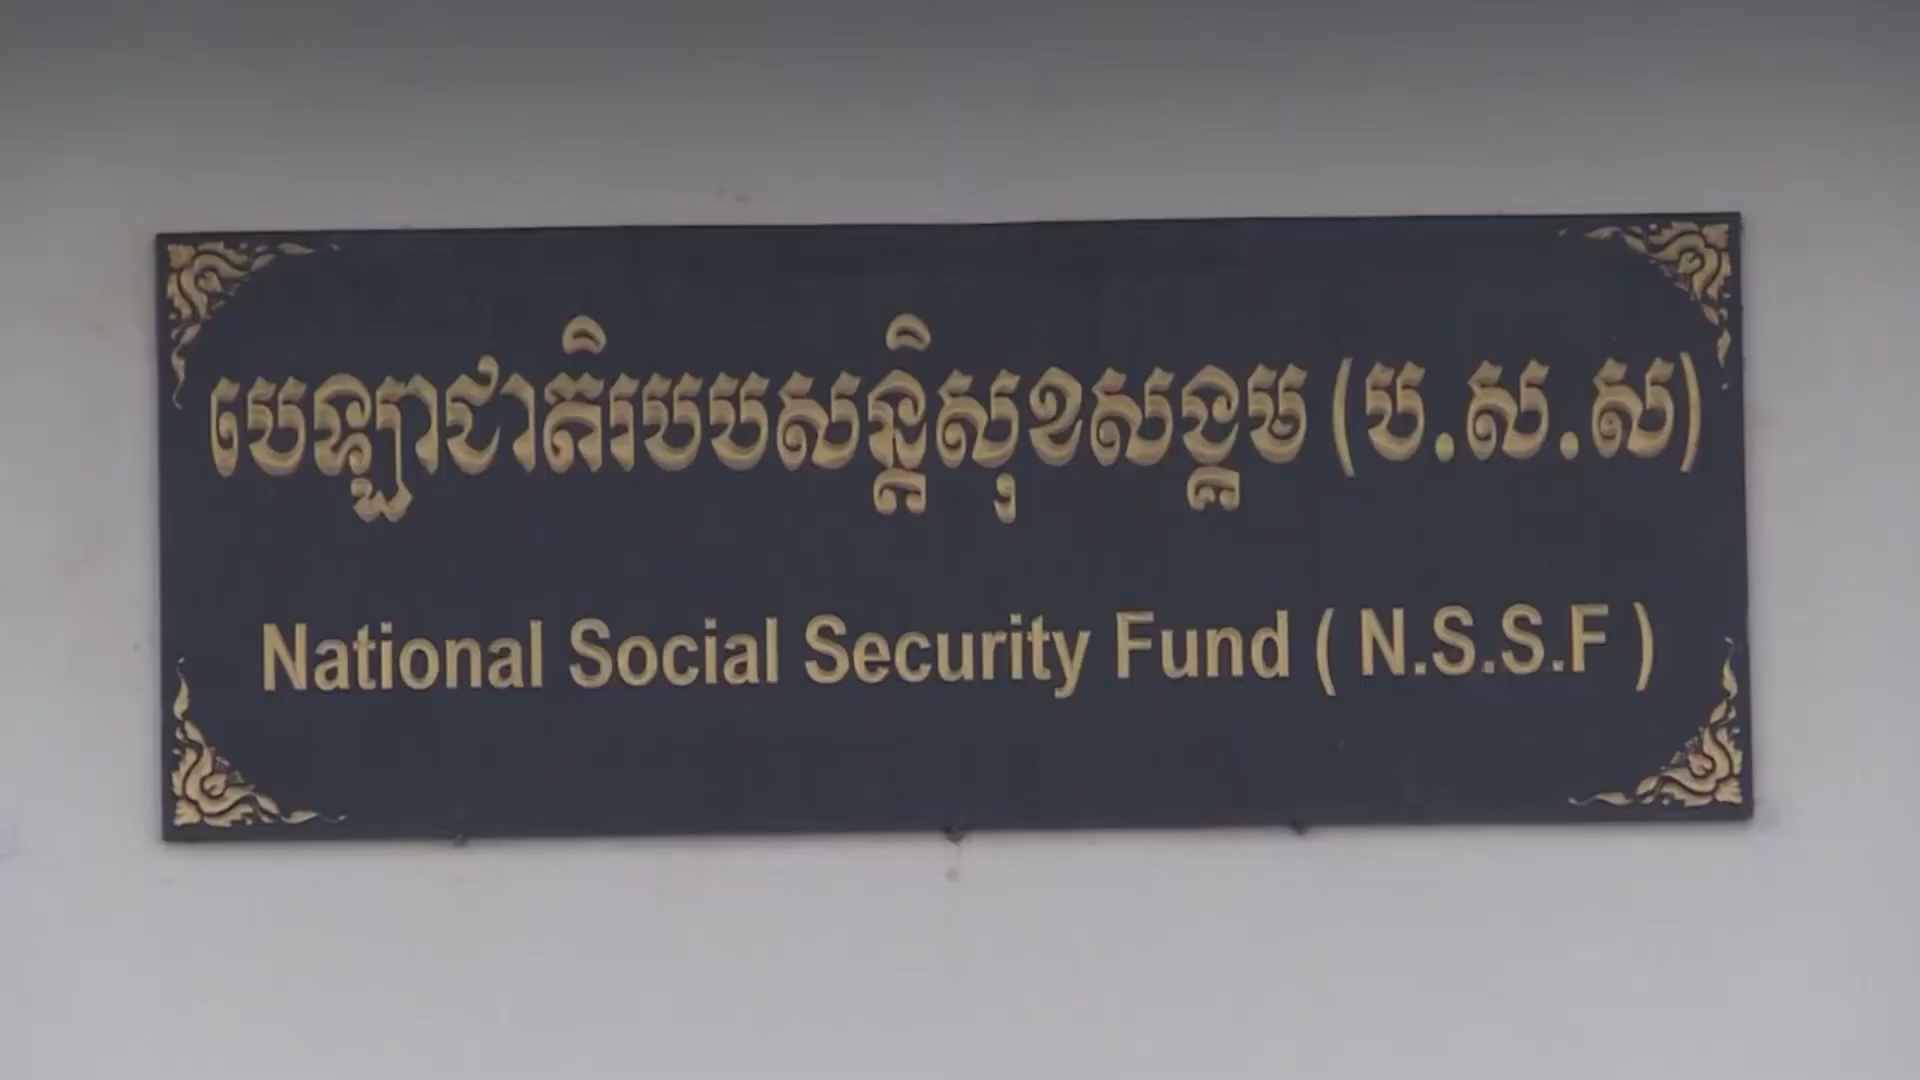 បេឡាជាតិរបបសន្តិសុខសង្គម (ប.ស.ស)
National Social Security Fund ( N.S.S.F )